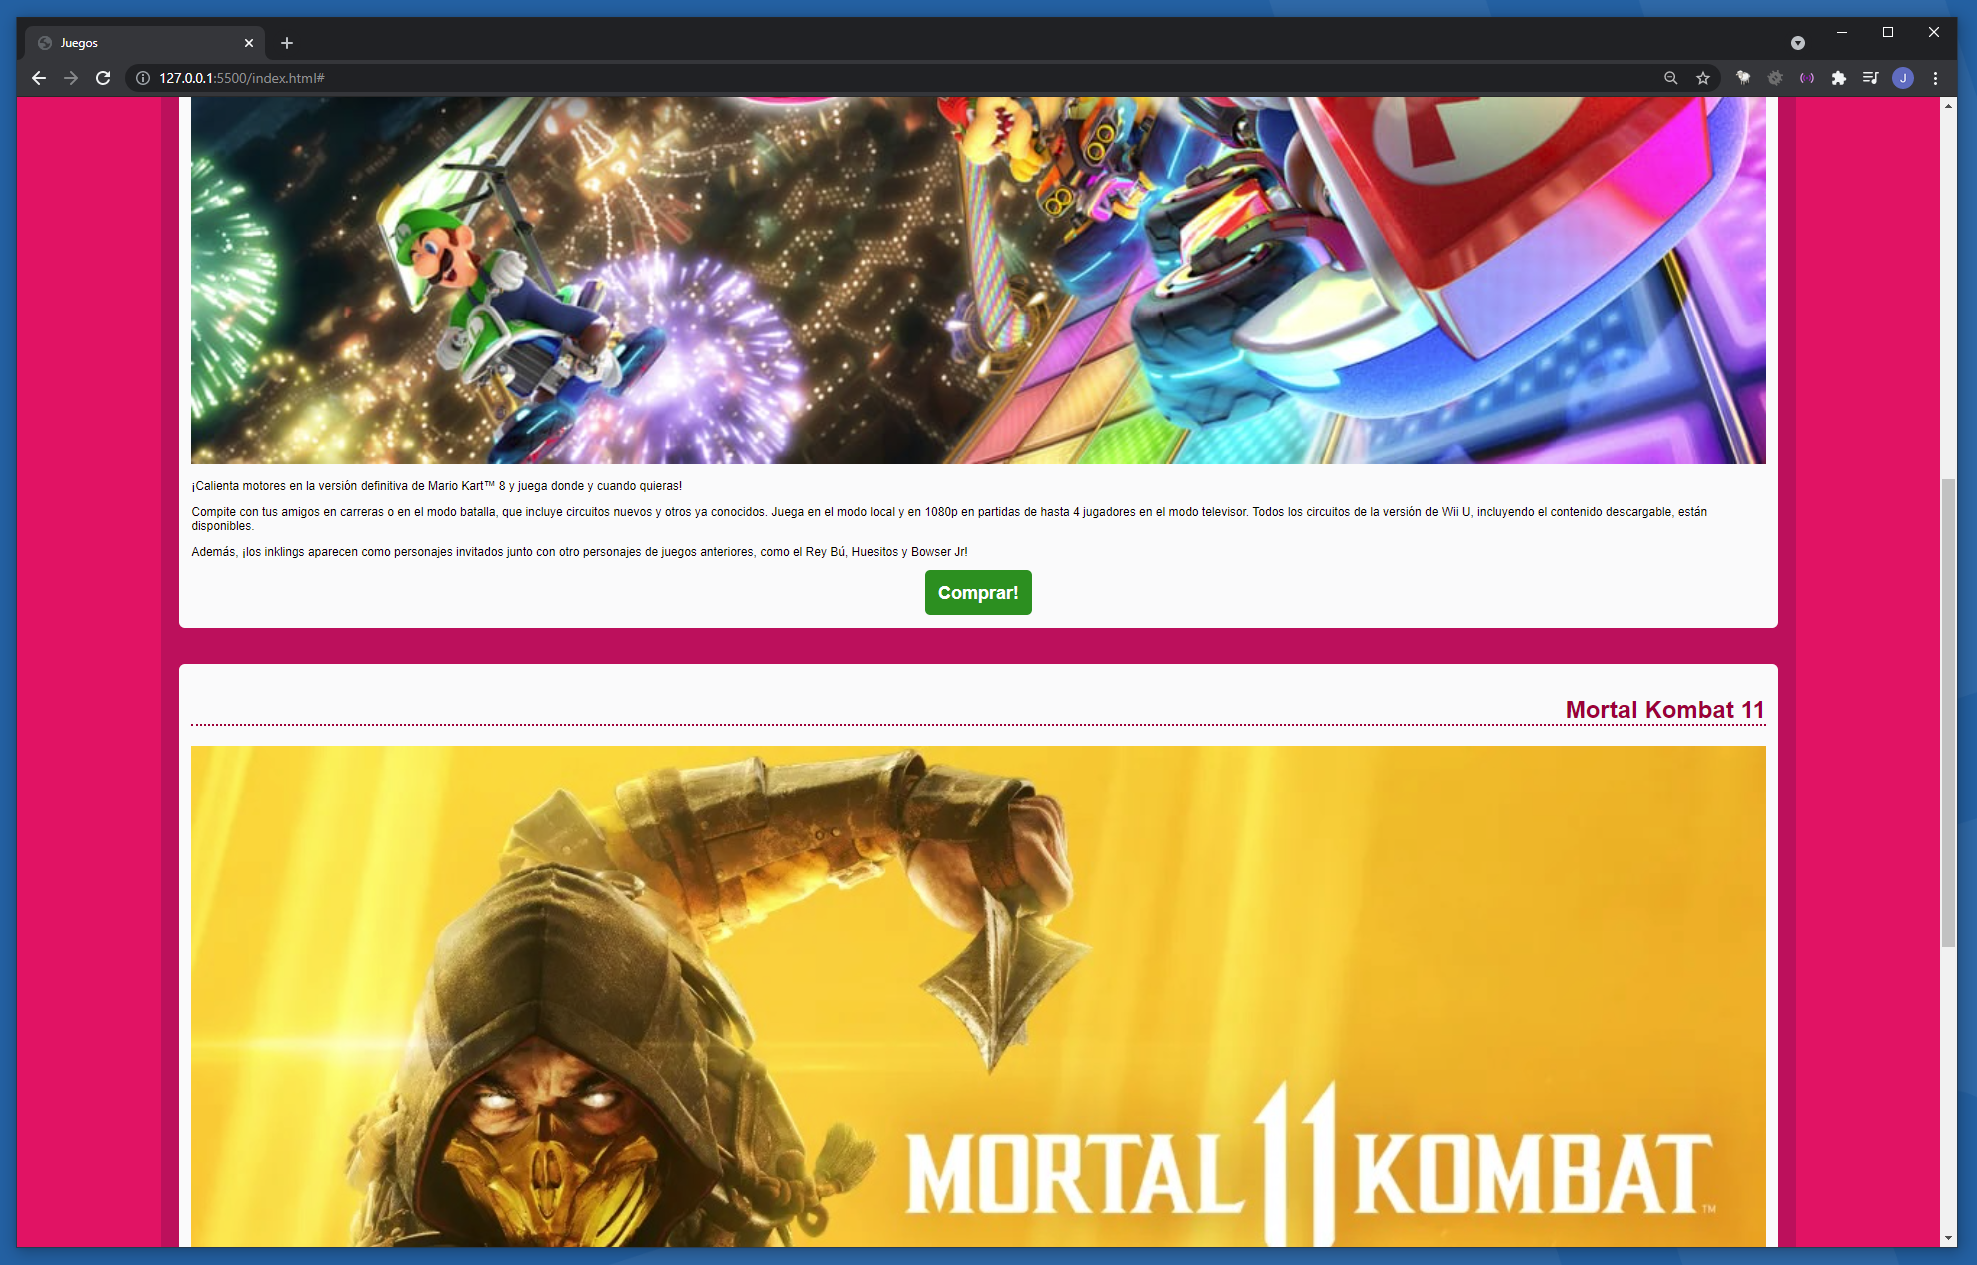 Juegos
127.0.0.1:5500/index.html#
J
¡Calienta motores en la versión definitiva de Mario Kart™ 8 y juega donde y cuando quieras!
Compite con tus amigos en carreras o en el modo batalla, que incluye circuitos nuevos y otros ya conocidos. Juega en el modo local y en 1080p en partidas de hasta 4 jugadores en el modo televisor. Todos los circuitos de la versión de Wii U, incluyendo el contenido descargable, están
disponibles.
Además, ¡los inklings aparecen como personajes invitados junto con otro personajes de juegos anteriores, como el Rey Bú, Huesitos y Bowser Jr!
Comprar!
Mortal Kombat 11
MORTAL 11 KOMBAT™